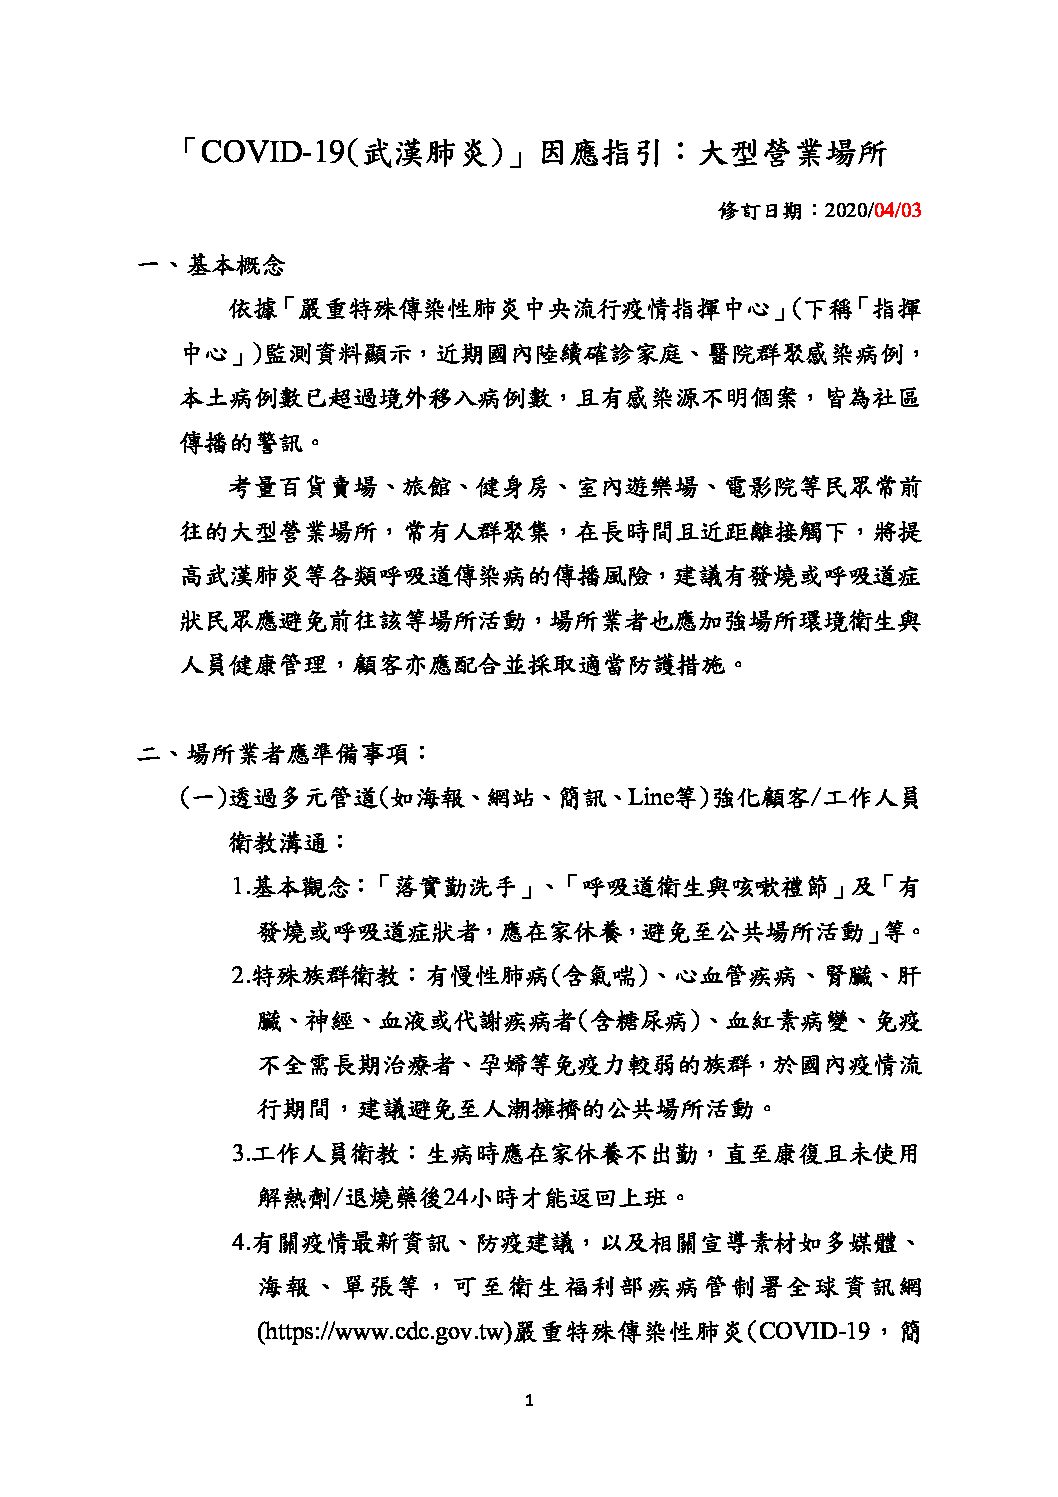 「COVID-19(武漢肺炎)」因應指引：大型營業場所
修訂日期：2020/04/03
一、基本概念
依據「嚴重特殊傳染性肺炎中央流行疫情指揮中心」(下稱「指揮
中心」)監測資料顯示，近期國內陸續確診家庭、醫院群聚感染病例，
本土病例數已超過境外移入病例數，且有感染源不明個案，皆為社區
傳播的警訊。
考量百貨賣場、旅館、健身房、室內遊樂場、電影院等民眾常前
往的大型營業場所，常有人群聚集，在長時間且近距離接觸下，將提
高武漢肺炎等各類呼吸道傳染病的傳播風險，建議有發燒或呼吸道症
狀民眾應避免前往該等場所活動，場所業者也應加強場所環境衛生與
人員健康管理，顧客亦應配合並採取適當防護措施。
二、場所業者應準備事項：
(一)透過多元管道(如海報、網站、簡訊、Line等)強化顧客/工作人員
衛教溝通：
1.基本觀念：「落實勤洗手」、「呼吸道衛生與咳嗽禮節」及「有
發燒或呼吸道症狀者，應在家休養，避免至公共場所活動」等。
2.特殊族群衛教：有慢性肺病(含氣喘)、心血管疾病、腎臟、肝
臟、神經、血液或代謝疾病者(含糖尿病)、血紅素病變、免疫
不全需長期治療者、孕婦等免疫力較弱的族群，於國內疫情流
行期間，建議避免至人潮擁擠的公共場所活動。
3.工作人員衛教：生病時應在家休養不出勤，直至康復且未使用
解熱劑/退燒藥後24小時才能返回上班。
4.有關疫情最新資訊、防疫建議，以及相關宣導素材如多媒體、
海報、單張等，可至衛生福利部疾病管制署全球資訊網
(https://www.cdc.gov.tw)嚴重特殊傳染性肺炎(COVID-19，簡
1